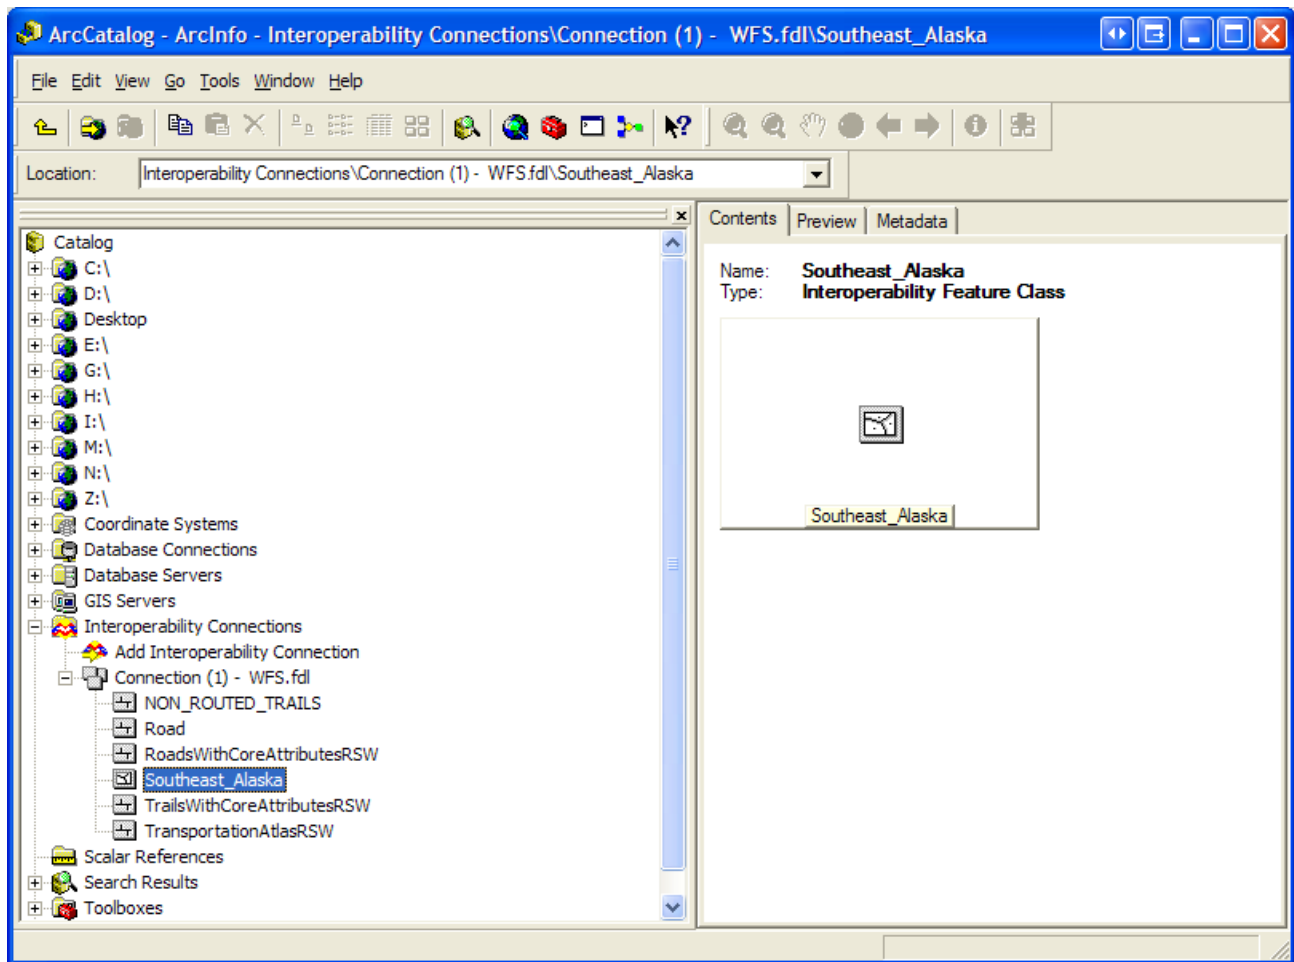 ArcCatalog - ArcInfo - Interoperability Connections\Connection (1) -  WFS.fdl\Southeast_Alaska
File Edit View Go Tools Window Help
Location: Interoperability Connections\Connection (1) -  WFS.fdl\Southeast_Alaska
Contents Preview Metadata
Catalog
C:\
D:\
Desktop
E:\
G:\
H:\
I:\
M:\
N:\
Z:\
Coordinate Systems
Database Connections
Database Servers
GIS Servers
Interoperability Connections
Add Interoperability Connection
Connection (1) -  WFS.fdl
NON_ROUTED_TRAILS
Road
RoadsWithCoreAttributesRSW
Southeast_Alaska
TrailsWithCoreAttributesRSW
TransportationAtlasRSW
Scalar References
Search Results
Toolboxes
Name: Southeast_Alaska
Type: Interoperability Feature Class
Southeast_Alaska